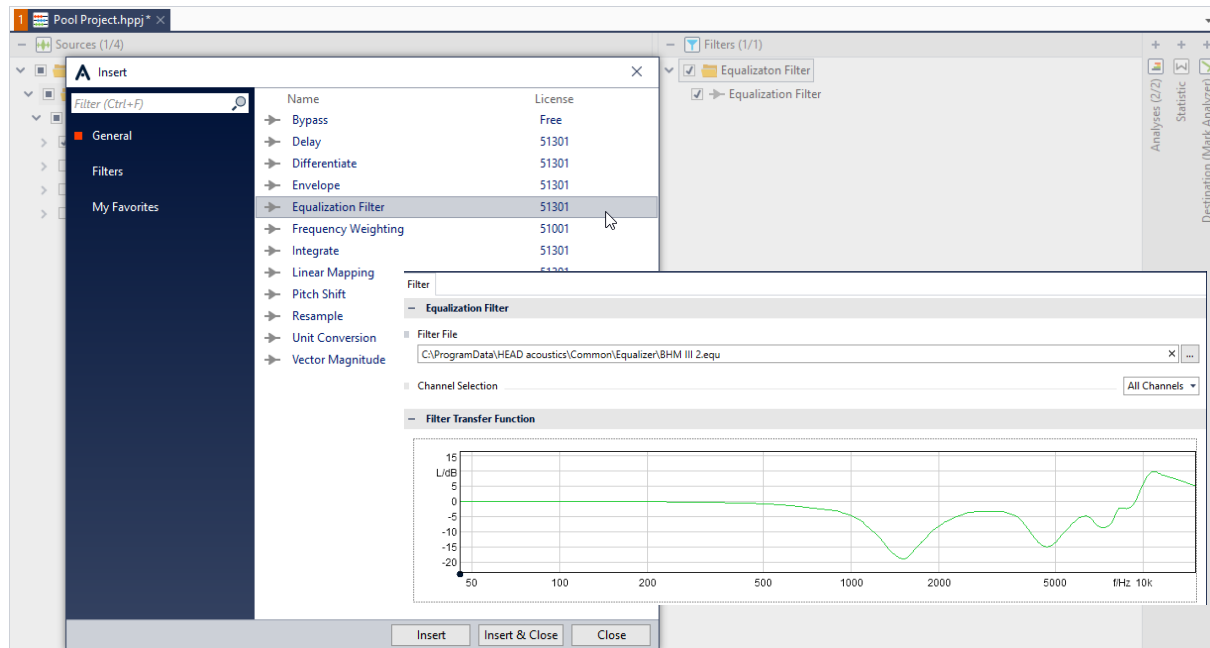 1 Pool Project.hppj* ×
Sources (1/4)
Filters (1/1)
Equalizaton Filter
Equalization Filter
Analyses (2/2)
Statistic
Destination (Mark Analyzer)
Insert
Filter (Ctrl+F)
General
Filters
My Favorites
Name License
Bypass Free
Delay 51301
Differentiate 51301
Envelope 51301
Equalization Filter 51301
Frequency Weighting 51001
Integrate 51301
Linear Mapping 51301
Pitch Shift
Resample
Unit Conversion
Vector Magnitude
Insert Insert & Close Close
Filter
Equalization Filter
Filter File
C:\ProgramData\HEAD acoustics\Common\Equalizer\BHM III 2.equ × ...
Channel Selection All Channels
Filter Transfer Function
15
L/dB
5
0
-5
-10
-15
-20
50 100 200 500 1000 2000 5000 f/Hz 10k